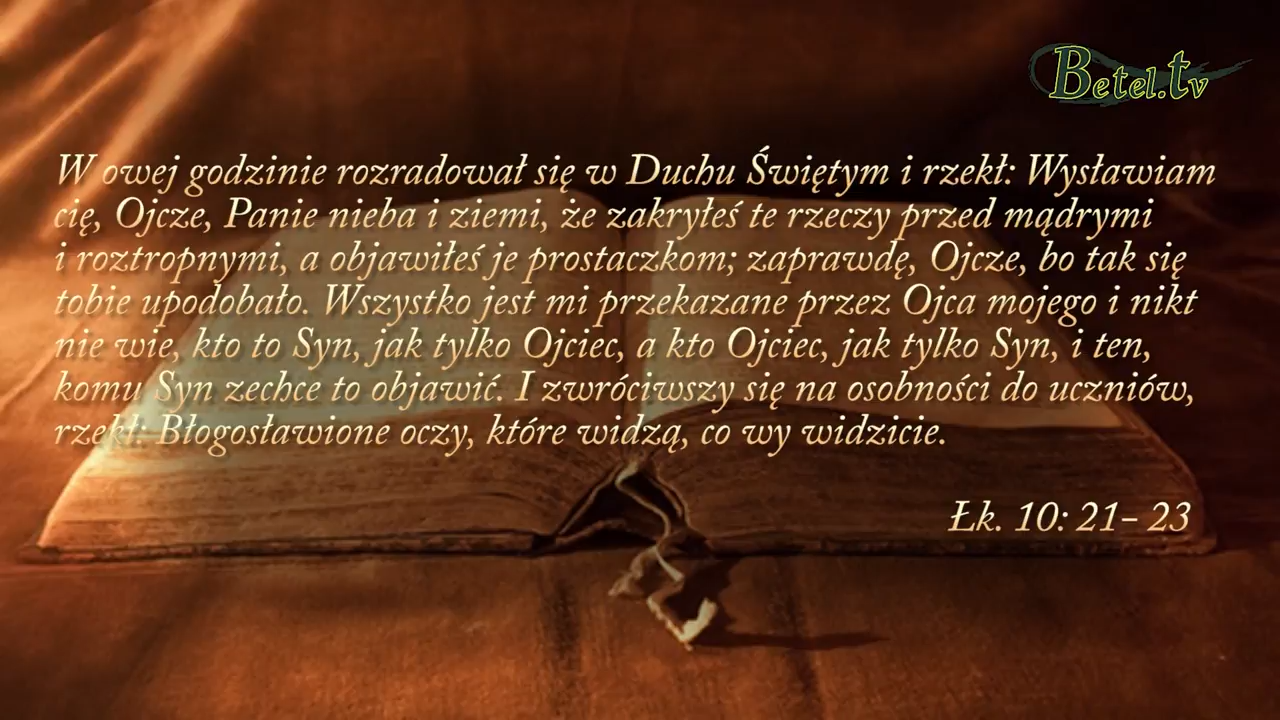 Betel.tv
W owej godzinie rozradował się w Duchu Świętym i rzekł: Wysławiam
cię, Ojcze, Panie nieba i ziemi, że zakryłeś te rzeczy przed mądrymi
i roztropnymi, a objawiłeś je prostaczkom; zaprawdę, Ojcze, bo tak się
tobie upodobało. Wszystko jest mi przekazane przez Ojca mojego i nikt
nie wie, kto to Syn, jak tylko Ojciec, a kto Ojciec, jak tylko Syn, i ten,
komu Syn zechce to objawić. I zwróciwszy się na osobności do uczniów,
rzekł: Błogosławione oczy, które widzą, co wy widzicie.
Łk. 10: 21– 23